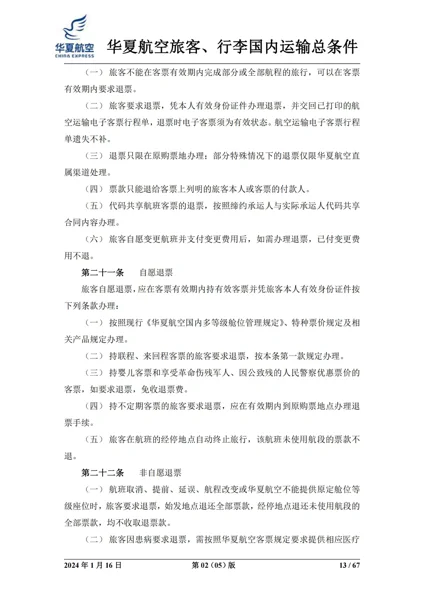 华夏航空
CHINA EXPRESS
华夏航空旅客、行李国内运输总条件
（一） 旅客不能在客票有效期内完成部分或全部航程的旅行，可以在客票
有效期内要求退票。
（二） 旅客要求退票，凭本人有效身份证件办理退票，并交回已打印的航
空运输电子客票行程单，退票时电子客票须为有效状态。航空运输电子客票行程
单遗失不补。
（三） 退票只限在原购票地办理；部分特殊情况下的退票仅限华夏航空直
属渠道处理。
（四） 票款只能退给客票上列明的旅客本人或客票的付款人。
（五） 代码共享航班客票的退票，按照缔约承运人与实际承运人代码共享
合同内容办理。
（六） 旅客自愿变更航班并支付变更费用后，如需办理退票，已付变更费
用不退。
第二十一条 自愿退票
旅客自愿退票，应在客票有效期内持有效客票并凭旅客本人有效身份证件按
下列条款办理：
（一） 按照现行《华夏航空国内多等级舱位管理规定》、特种票价规定及相
关产品规定办理。
（二） 持联程、来回程客票的旅客要求退票，按本条第一款规定办理。
（三） 持婴儿客票和享受革命伤残军人、因公致残的人民警察优惠票价的
客票，如要求退票，免收退票费。
（四） 持不定期客票的旅客要求退票，应在有效期内到原购票地点办理退
票手续。
（五） 旅客在航班的经停地点自动终止旅行，该航班未使用航段的票款不
退。
第二十二条 非自愿退票
（一） 航班取消、提前、延误、航程改变或华夏航空不能提供原定舱位等
级座位时，旅客要求退票，始发地点退还全部票款，经停地点退还未使用航段的
全部票款，均不收取退票款。
（二） 旅客因患病要求退票，需按照华夏航空客票规定要求提供相应医疗
2024 年 1 月 16 日 第 02（05）版 13 / 67